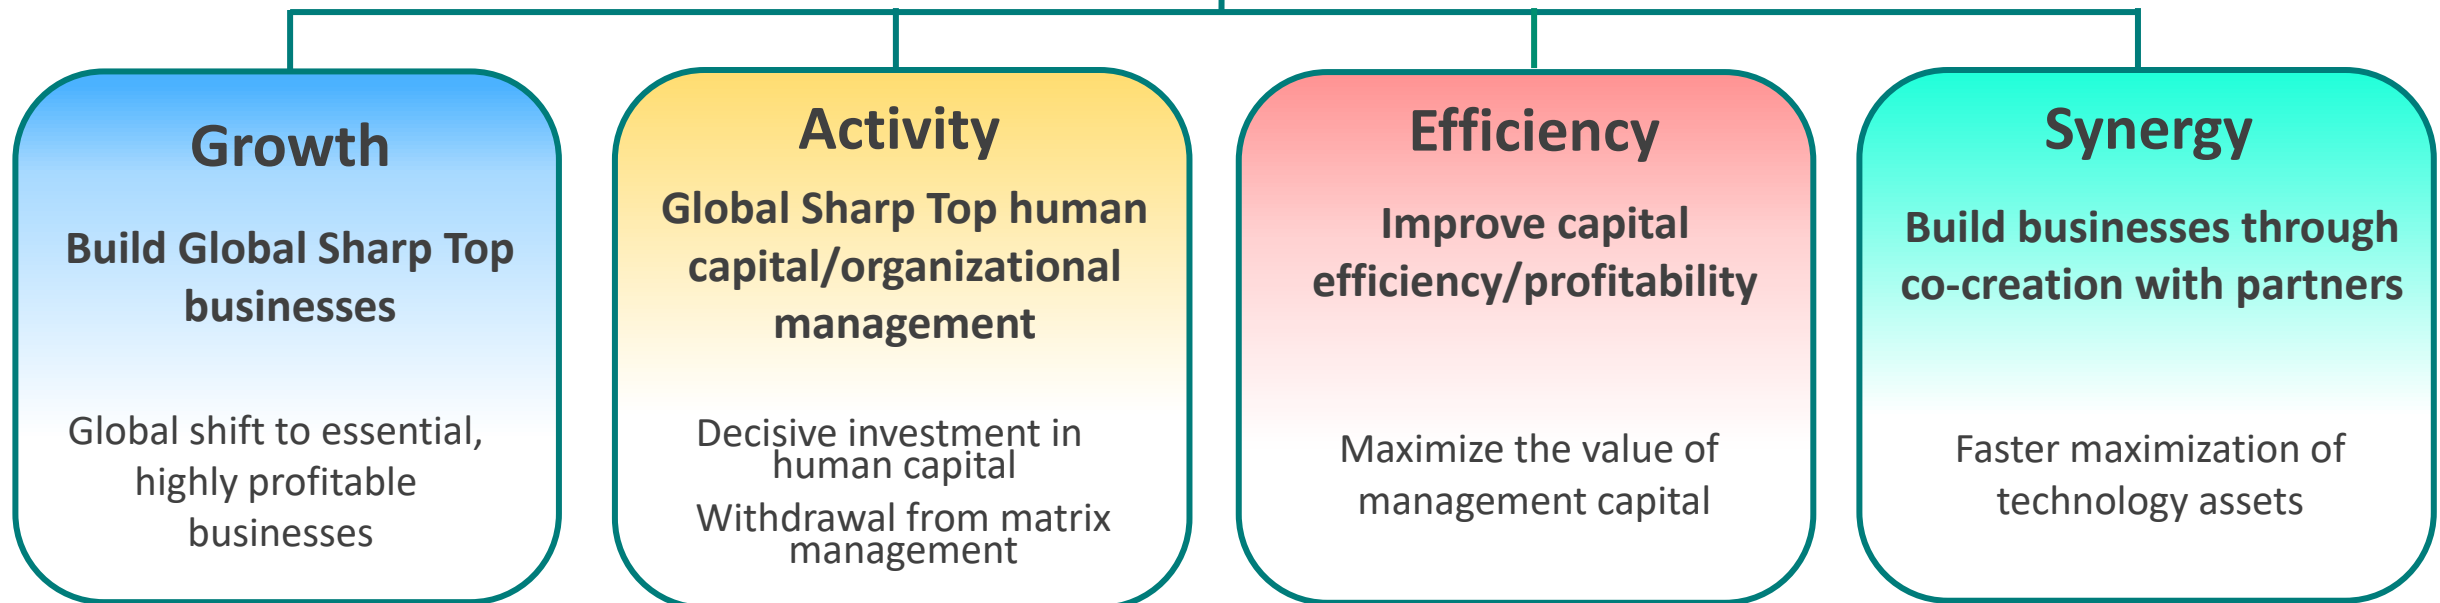 Growth
Build Global Sharp Top
businesses
Global shift to essential,
highly profitable
businesses
Activity
Global Sharp Top human
capital/organizational
management
Decisive investment in
human capital
Withdrawal from matrix
management
Efficiency
Improve capital
efficiency/profitability
Maximize the value of
management capital
Synergy
Build businesses through
co-creation with partners
Faster maximization of
technology assets